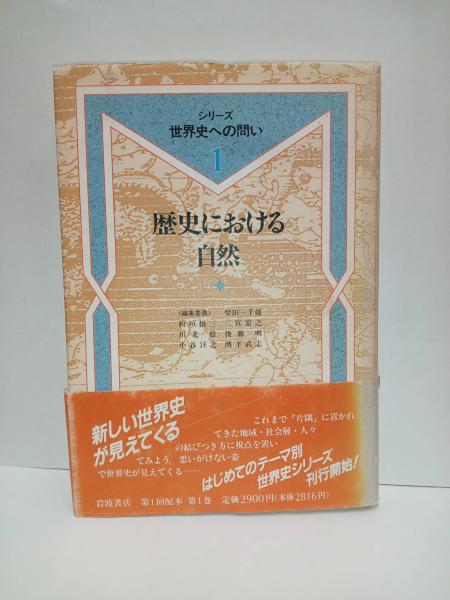 シリーズ
世界史への問い
1
歴史における
自然
〈編集委員〉 柴田三千雄
板垣雄三 二宮宏之
川北稔 後藤明
小谷汪之 濱下武志
新しい世界史
が見えてくる
これまで「片隅」に置かれ
てきた地域・社会層・人々
の結びつき方に視点を置い
てみよう，思いがけない姿
で世界史が見えてくる……
はじめてのテーマ別
世界史シリーズ
刊行開始!
岩波書店 第1回配本/第1巻 定価2900円(本体2816円)